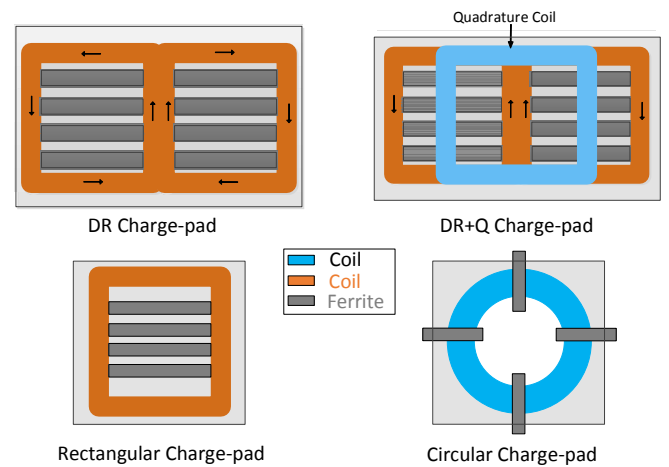 Quadrature Coil
DR Charge-pad
DR+Q Charge-pad
Coil
Coil
Ferrite
Rectangular Charge-pad
Circular Charge-pad